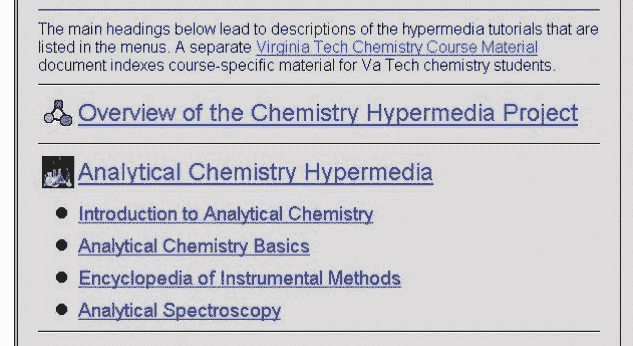 The main headings below lead to descriptions of the hypermedia tutorials that are
listed in the menus. A separate Virginia Tech Chemistry Course Material
document indexes course-specific material for Va Tech chemistry students.
Overview of the Chemistry Hypermedia Project
Analytical Chemistry Hypermedia
Introduction to Analytical Chemistry
Analytical Chemistry Basics
Encyclopedia of Instrumental Methods
Analytical Spectroscopy